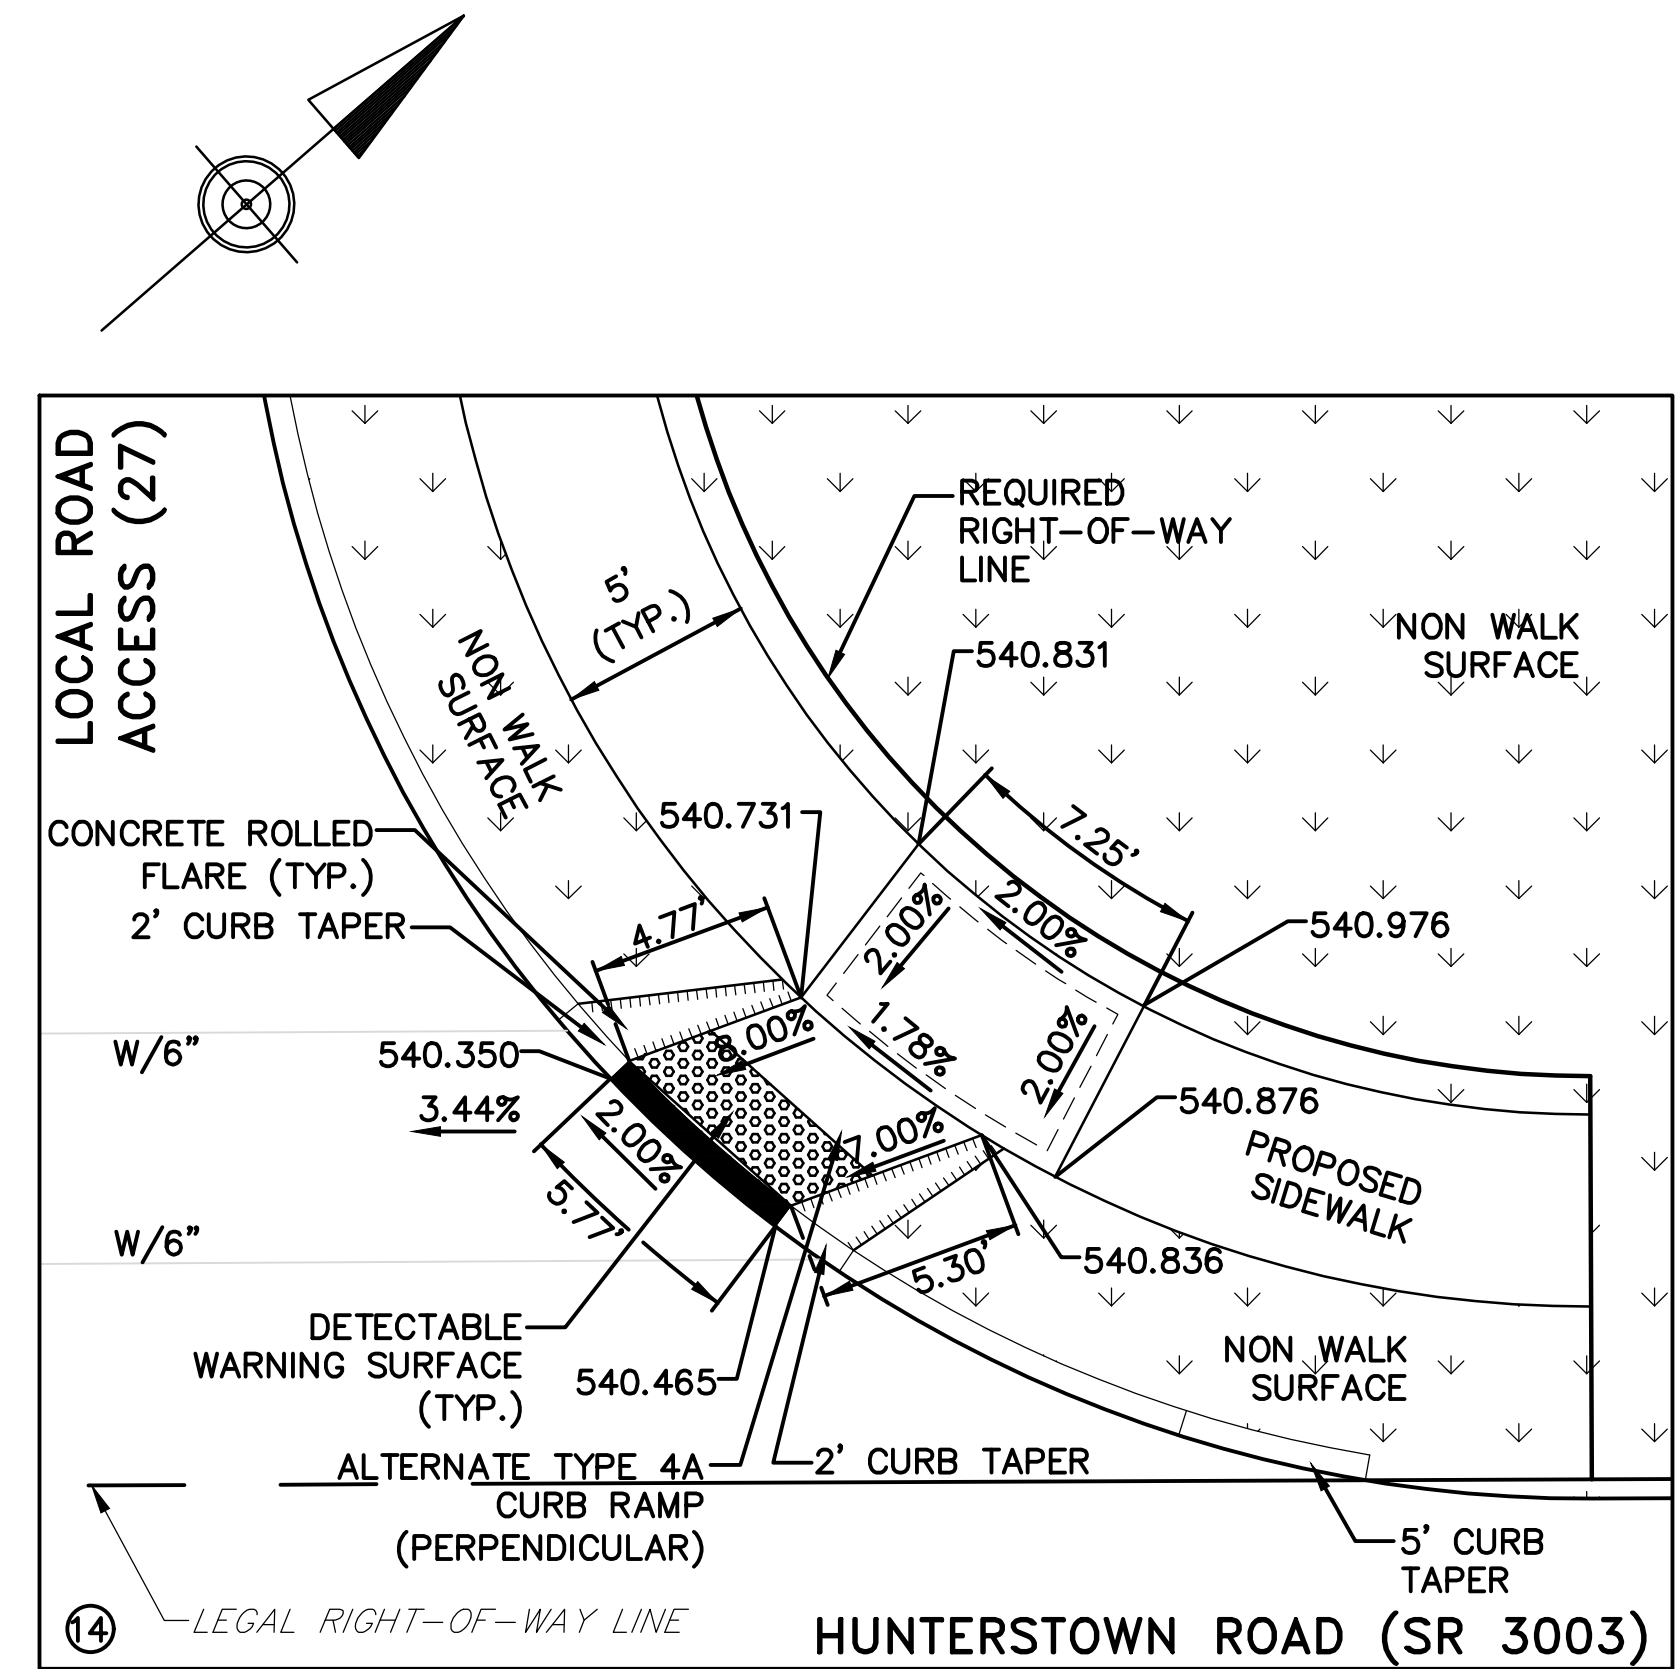 LOCAL ROAD
ACCESS (27)
REQUIRED
RIGHT-OF-WAY
LINE
5'
(TYP.)
NON WALK
SURFACE
540.831
NON WALK
SURFACE
7.25'
540.731
CONCRETE ROLLED
FLARE (TYP.)
2' CURB TAPER
4.77'
2.00%
2.00%
540.976
8.00%
1.78%
2.00%
W/6"
540.350
3.44%
2.00%
7.00%
540.876
PROPOSED
SIDEWALK
5.77'
W/6"
5.30'
540.836
DETECTABLE
WARNING SURFACE
(TYP.)
540.465
NON WALK
SURFACE
ALTERNATE TYPE 4A
CURB RAMP
(PERPENDICULAR)
2' CURB TAPER
5' CURB
TAPER
14
LEGAL RIGHT-OF-WAY LINE
HUNTERSTOWN ROAD (SR 3003)